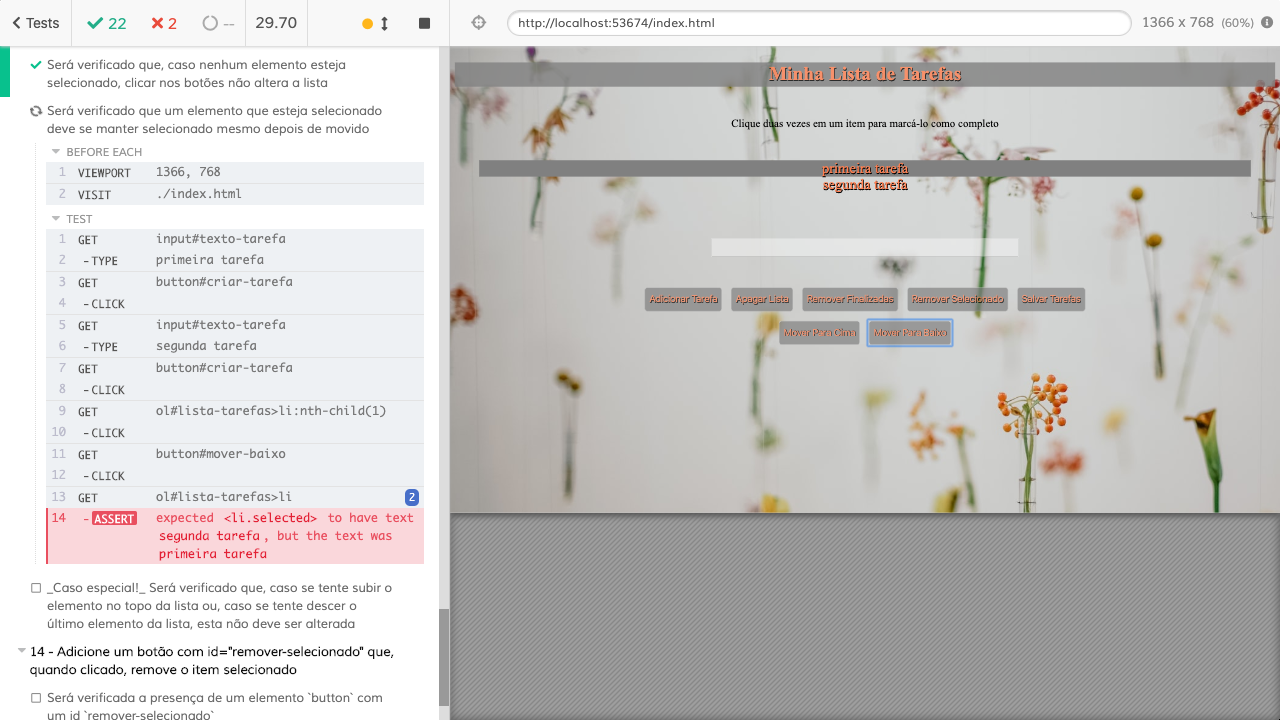 Tests
22
2
--
29.70
http://localhost:53674/index.html
1366 x 768 (60%)
Será verificado que, caso nenhum elemento esteja
selecionado, clicar nos botões não altera a lista
Será verificado que um elemento que esteja selecionado
deva se manter selecionado mesmo depois de movido
BEFORE EACH
1 VIEWPORT 1366, 768
2 VISIT ./index.html
TEST
1 GET input#texto-tarefa
2 -TYPE primeira tarefa
3 GET button#criar-tarefa
4 -CLICK
5 GET input#texto-tarefa
6 -TYPE segunda tarefa
7 GET button#criar-tarefa
8 -CLICK
9 GET ol#lista-tarefas>li:nth-child(1)
10 -CLICK
11 GET button#mover-baixo
12 -CLICK
13 GET ol#lista-tarefas>li 2
14 -ASSERT expected <li.selected> to have text
segunda tarefa, but the text was
primeira tarefa
_Caso especial!_ Será verificado que, caso se tente subir o
elemento no topo da lista ou, caso se tente descer o
último elemento da lista, esta não deve ser alterada
14 - Adicione um botão com id="remover-selecionado" que,
quando clicado, remove o item selecionado
Será verificada a presença de um elemento `button` com
um id `remover-selecionado`
Minha Lista de Tarefas
Clique duas vezes em um item para marcá-lo como completo
primeira tarefa
segunda tarefa
Adicionar Tarefa Apagar Lista Remover Finalizadas Remover Selecionado Salvar Tarefas
Mover Para Cima Mover Para Baixo